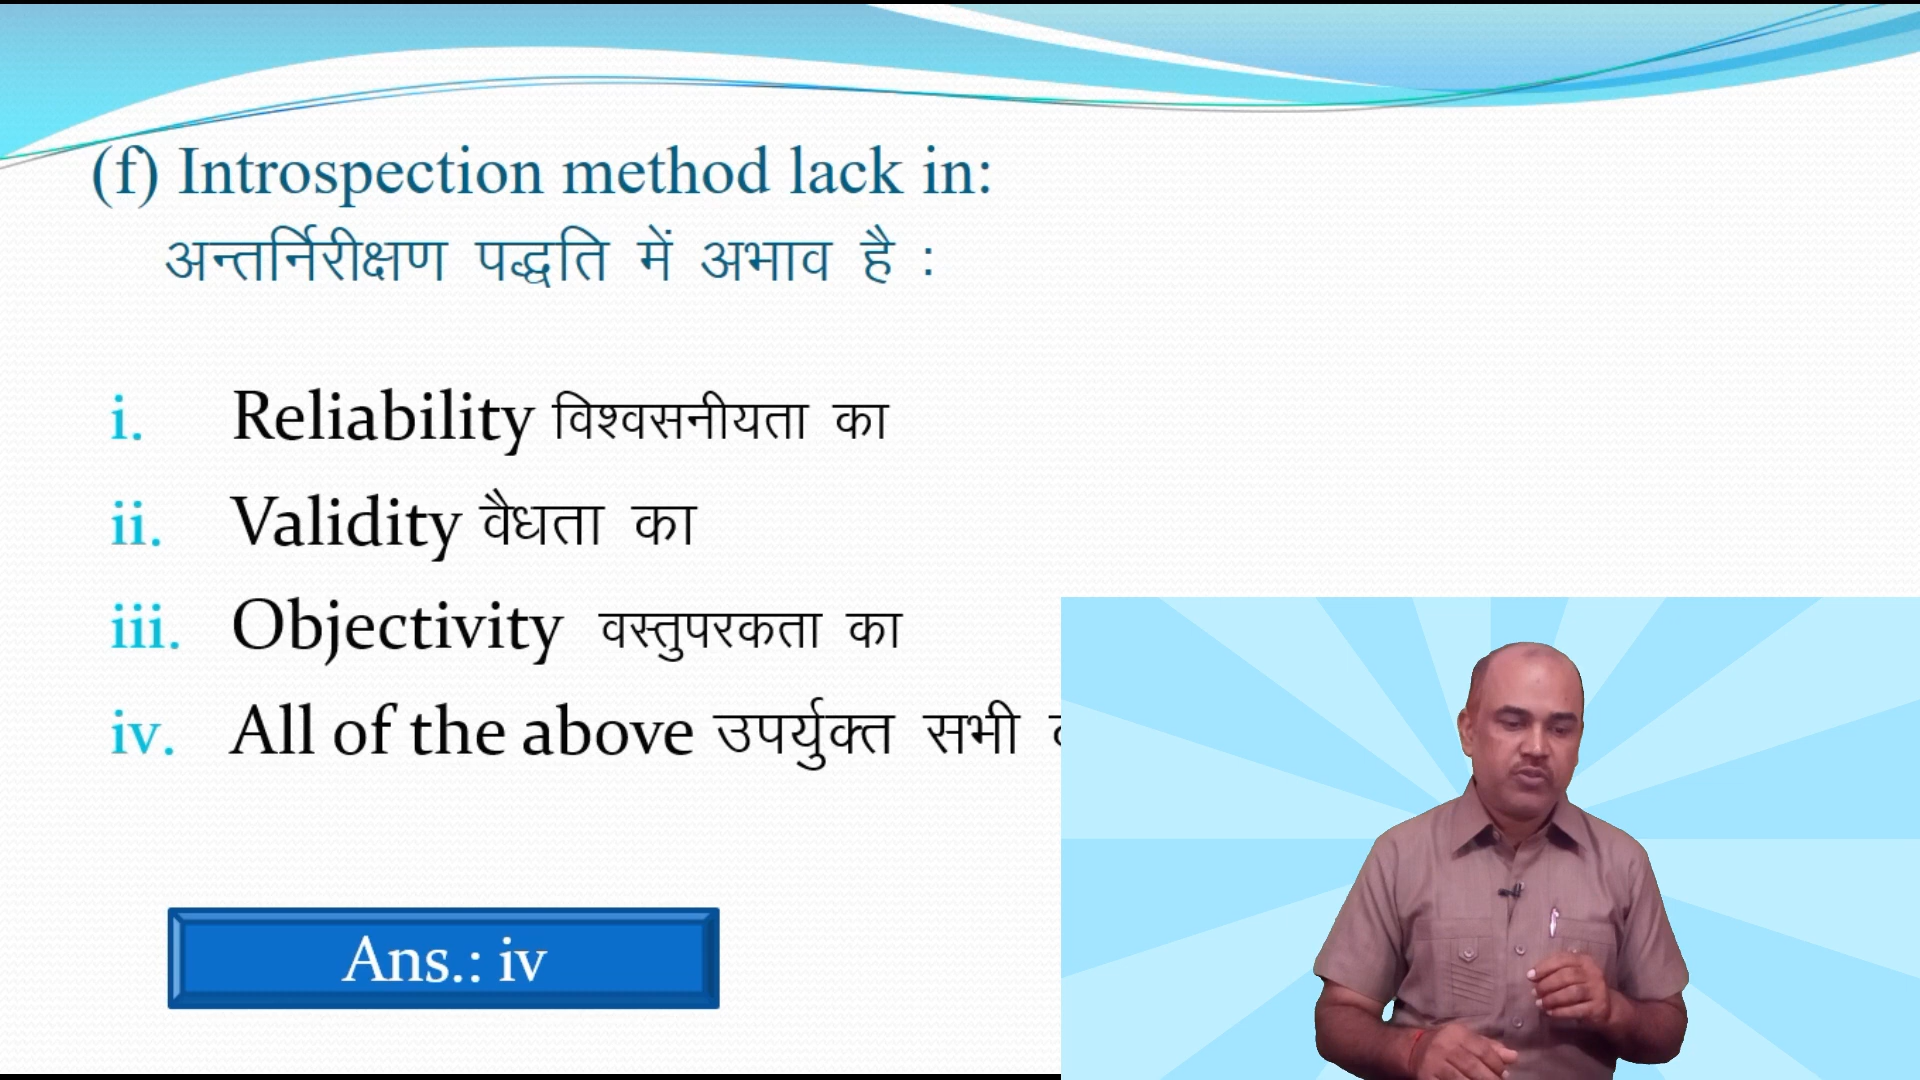 (f) Introspection method lack in:
अन्तर्निरीक्षण पद्धति में अभाव है :
i. Reliability विश्वसनीयता का
ii. Validity वैधता का
iii. Objectivity वस्तुपरकता का
iv. All of the above उपर्युक्त सभी
Ans.: iv